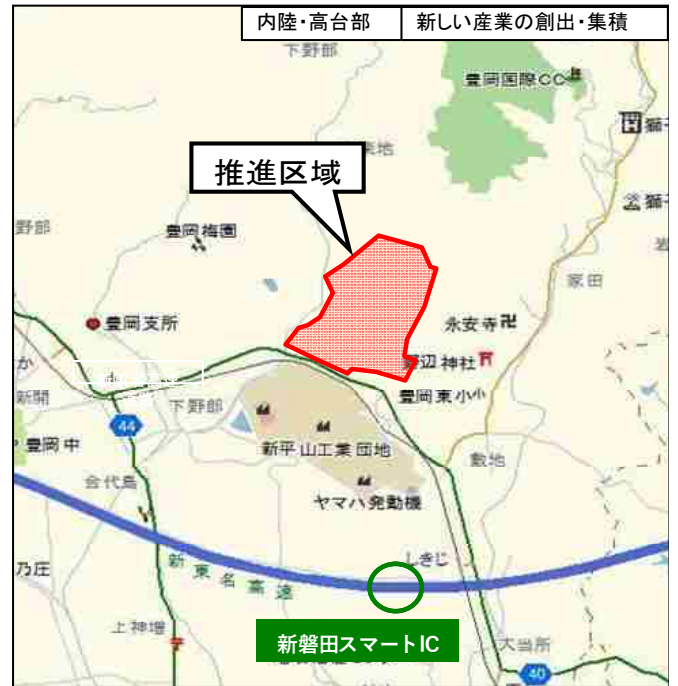 内陸・高台部 新しい産業の創出・集積
下野部
豊岡国際CC
推進区域
野部
豊岡梅園
家田
豊岡支所
永安寺
辺神社
豊岡東小
か
新開
下野部
44
豊岡中
新平山工業団地
敷地
合代島
ヤマハ発動機
しきじ
乃庄
新東名高速
上神増
新磐田スマートIC
大当所
40